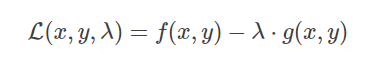 ℒ(x, y, λ) = f(x, y) − λ · g(x, y)